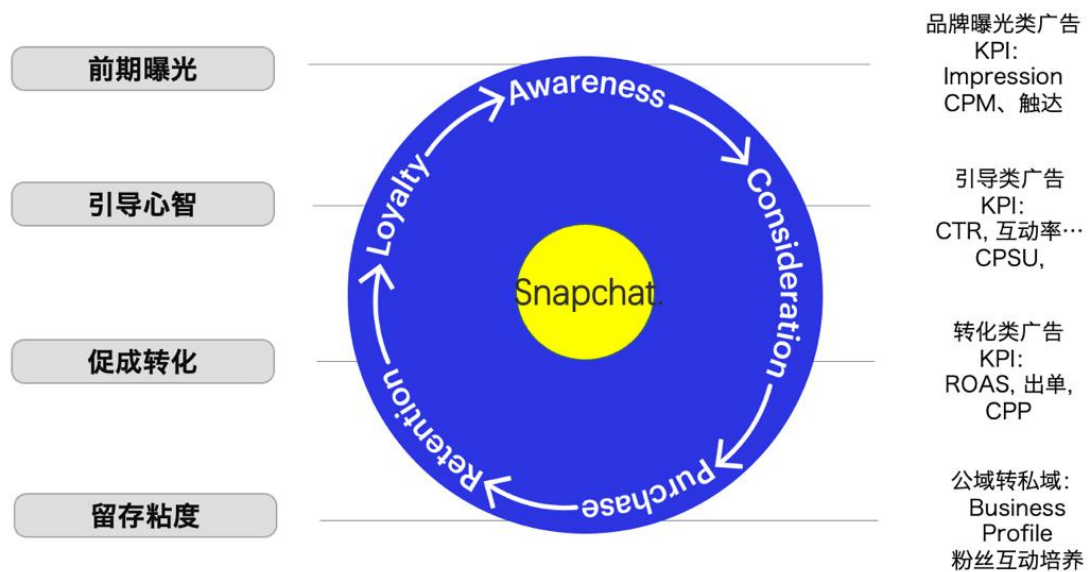 前期曝光
引导心智
促成转化
留存粘度
Awareness
Consideration
Purchase
Retention
Loyalty
Snapchat.
品牌曝光类广告
KPI:
Impression
CPM、触达
引导类广告
KPI:
CTR, 互动率…
CPSU,
转化类广告
KPI:
ROAS, 出单,
CPP
公域转私域:
Business
Profile
粉丝互动培养